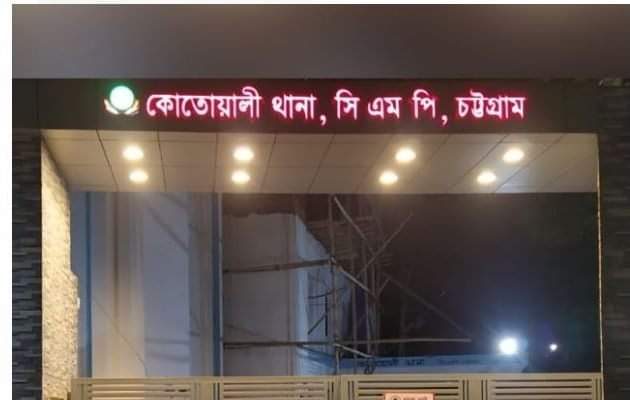 কোতোয়ালী থানা, সি এম পি, চট্টগ্রাম